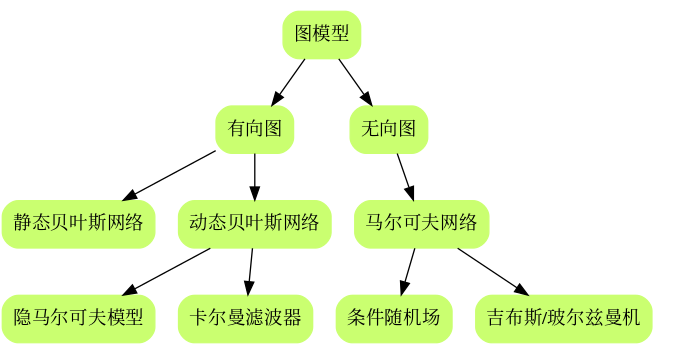 图模型
有向图
无向图
静态贝叶斯网络
动态贝叶斯网络
马尔可夫网络
隐马尔可夫模型
卡尔曼滤波器
条件随机场
吉布斯/玻尔兹曼机